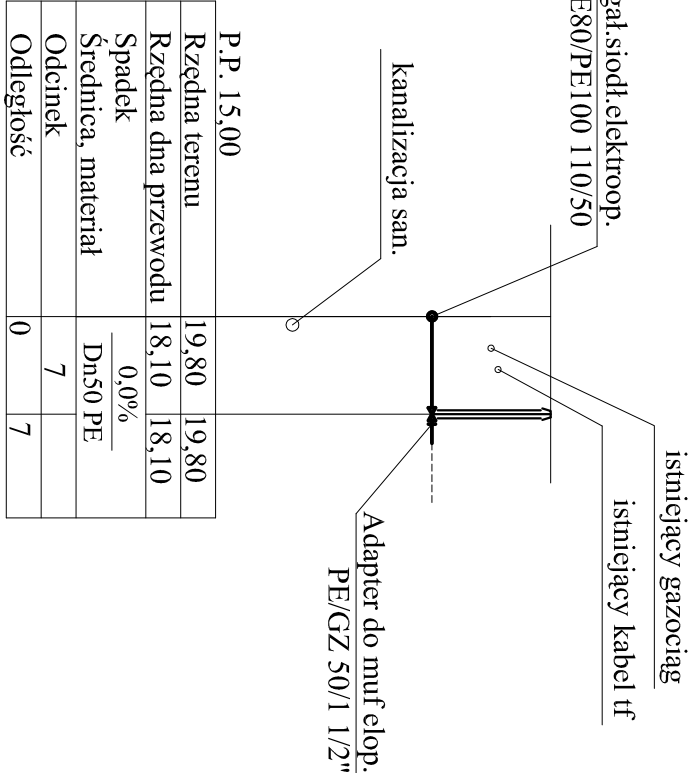 gał.siodł.elektroop.
E80/PE100 110/50
istniejący gazociąg
istniejący kabel tf
kanalizacja san.
Adapter do muf elop.
PE/GZ 50/1 1/2"
P.P. 15,00
Rzędna terenu 19,80 19,80
Rzędna dna przewodu 18,10 18,10
Spadek 0,0%
Średnica, materiał Dn50 PE
Odcinek 7
Odległość 0 7